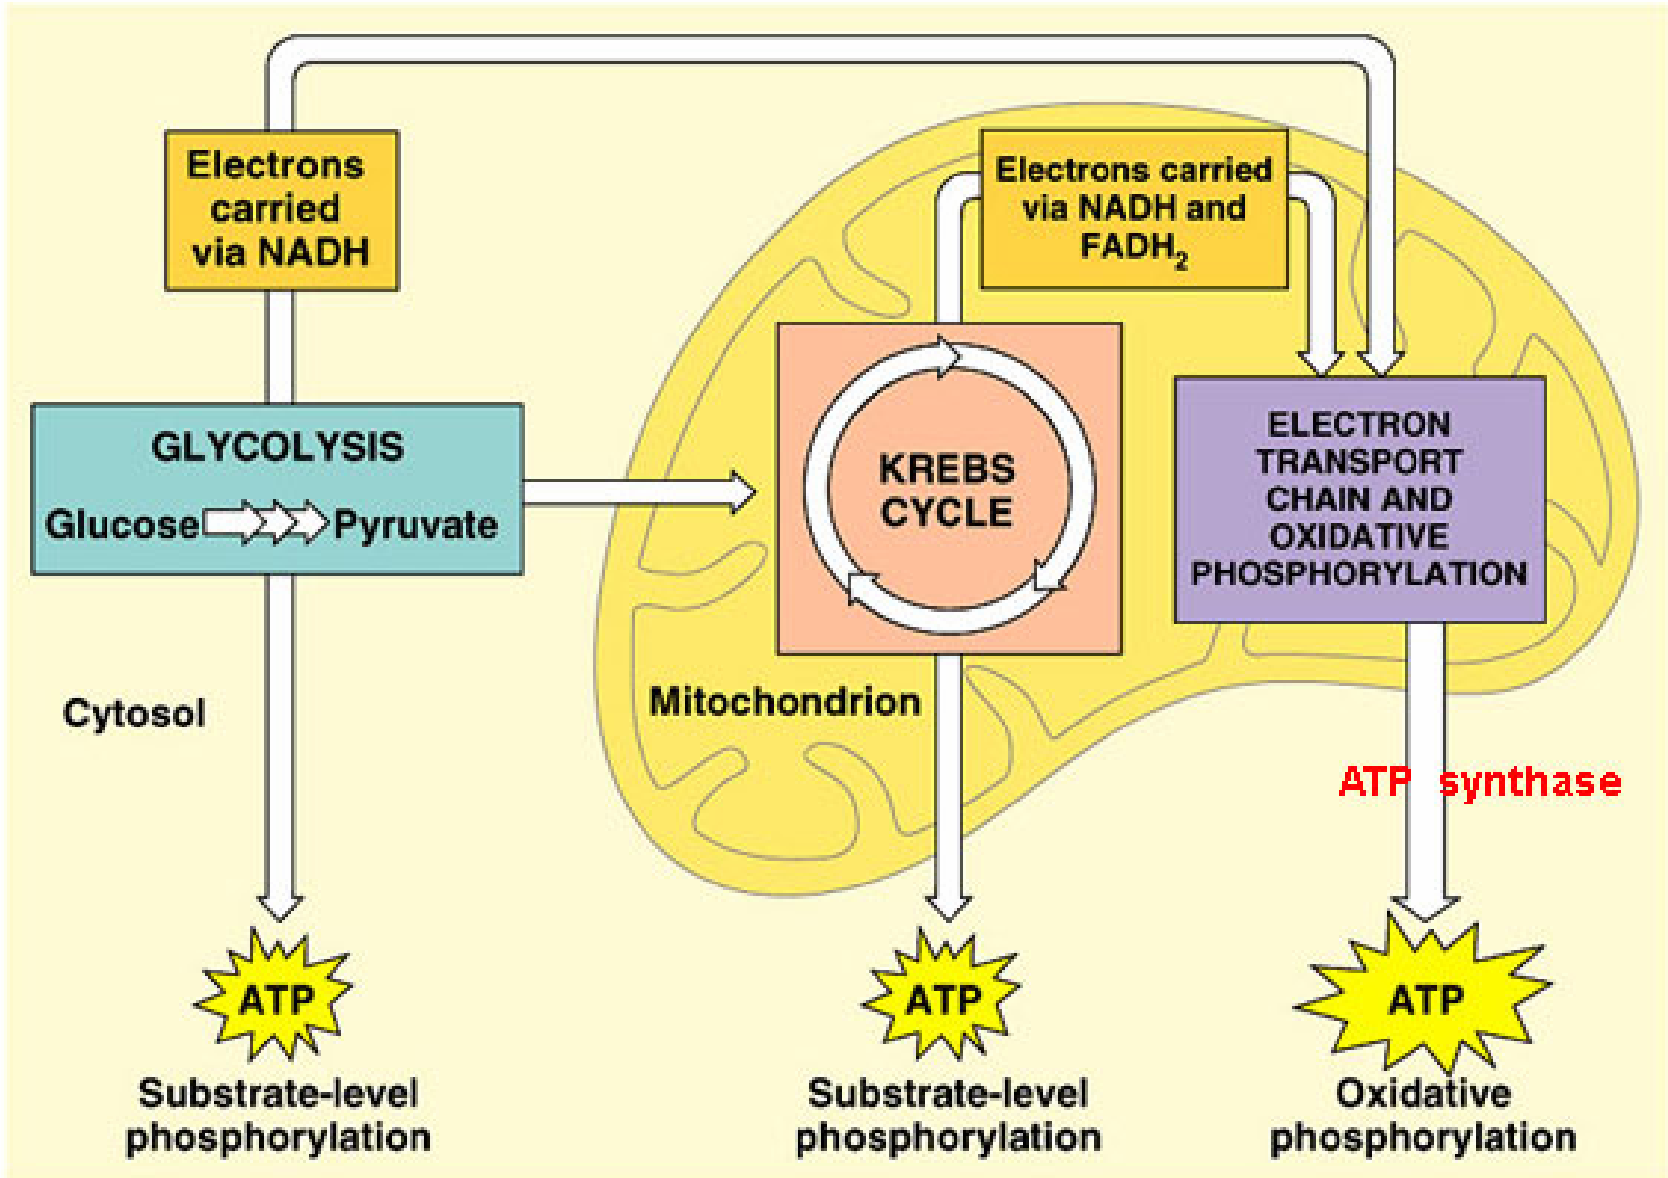 Electrons
carried
via NADH
Electrons carried
via NADH and
FADH₂
GLYCOLYSIS
Glucose Pyruvate
KREBS
CYCLE
ELECTRON
TRANSPORT
CHAIN AND
OXIDATIVE
PHOSPHORYLATION
Cytosol
Mitochondrion
ATP synthase
ATP
ATP
ATP
Substrate-level
phosphorylation
Substrate-level
phosphorylation
Oxidative
phosphorylation